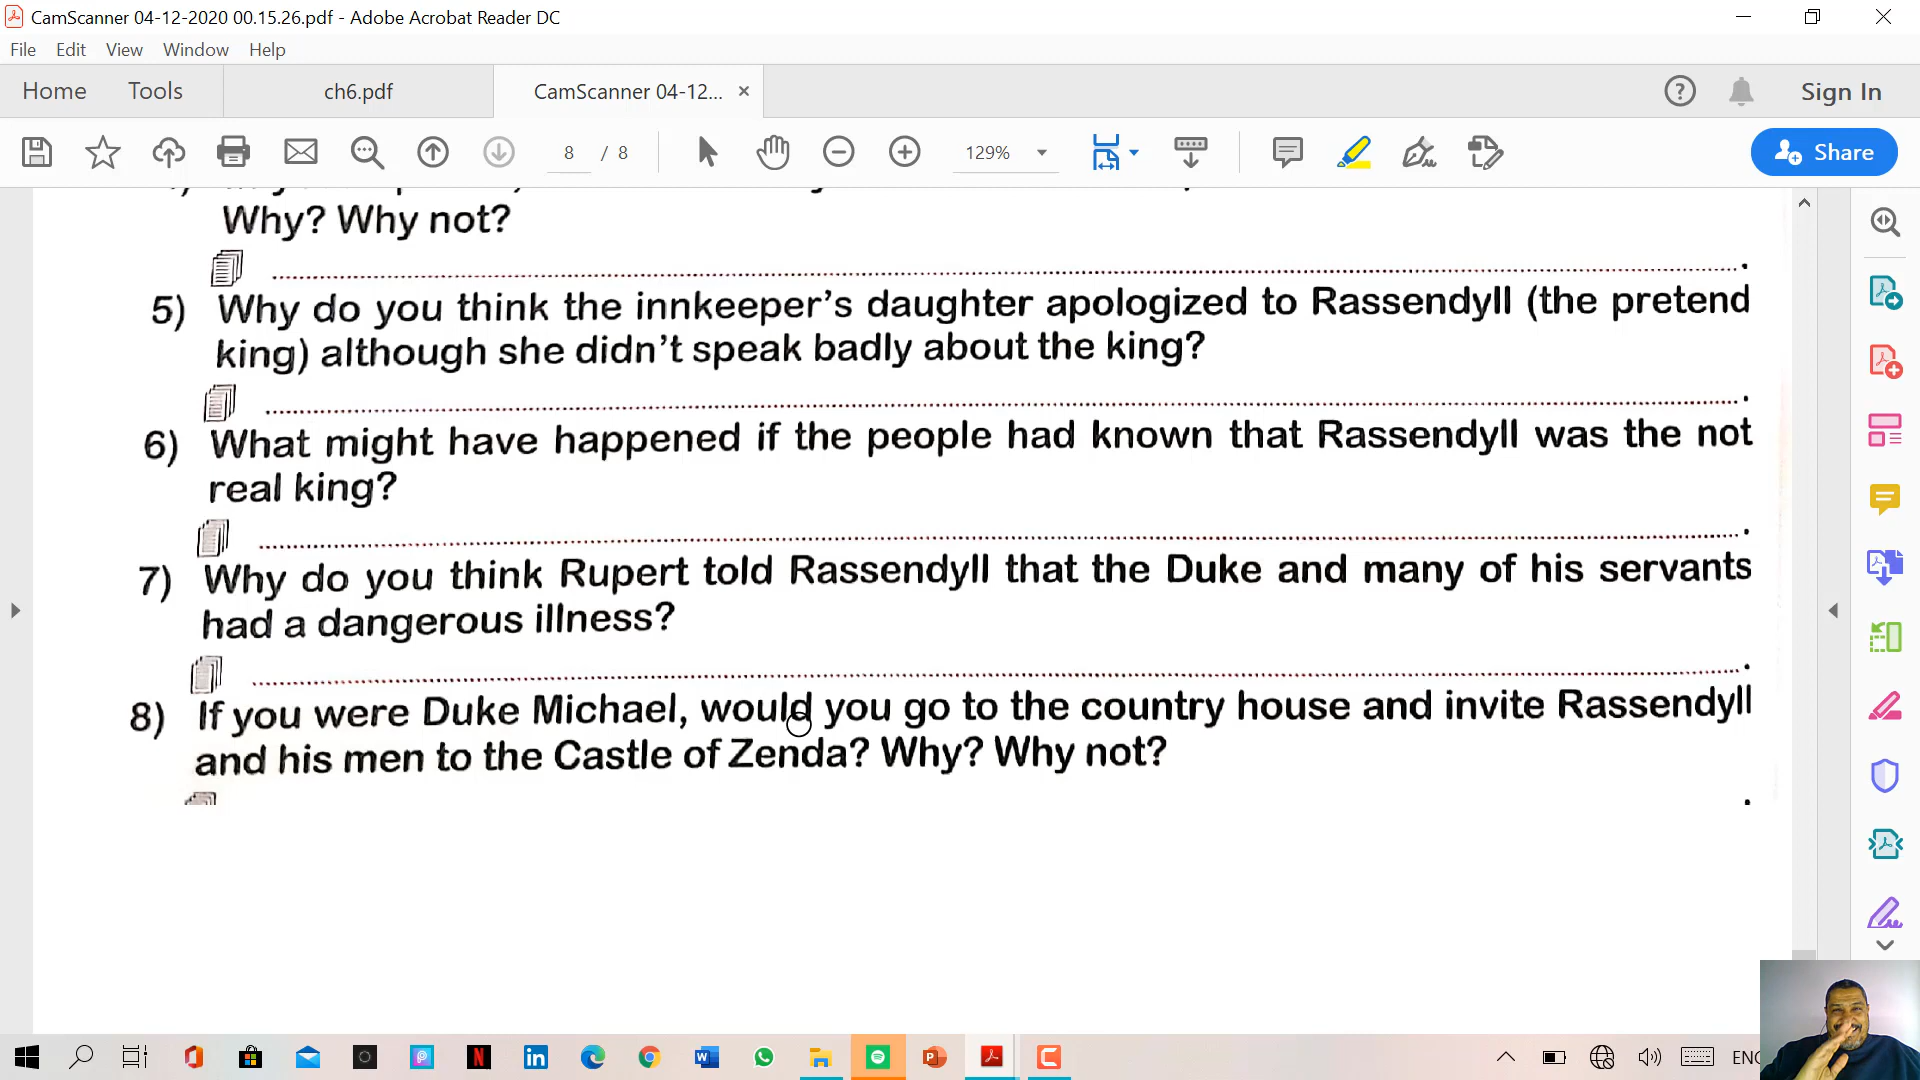 CamScanner 04-12-2020 00.15.26.pdf - Adobe Acrobat Reader DC
File Edit View Window Help
Home Tools ch6.pdf CamScanner 04-12... × Sign In
8 / 8 129% Share
Why? Why not?
5) Why do you think the innkeeper's daughter apologized to Rassendyll (the pretend
king) although she didn't speak badly about the king?
6) What might have happened if the people had known that Rassendyll was the not
real king?
7) Why do you think Rupert told Rassendyll that the Duke and many of his servants
had a dangerous illness?
8) If you were Duke Michael, would you go to the country house and invite Rassendyll
and his men to the Castle of Zenda? Why? Why not?
ENG